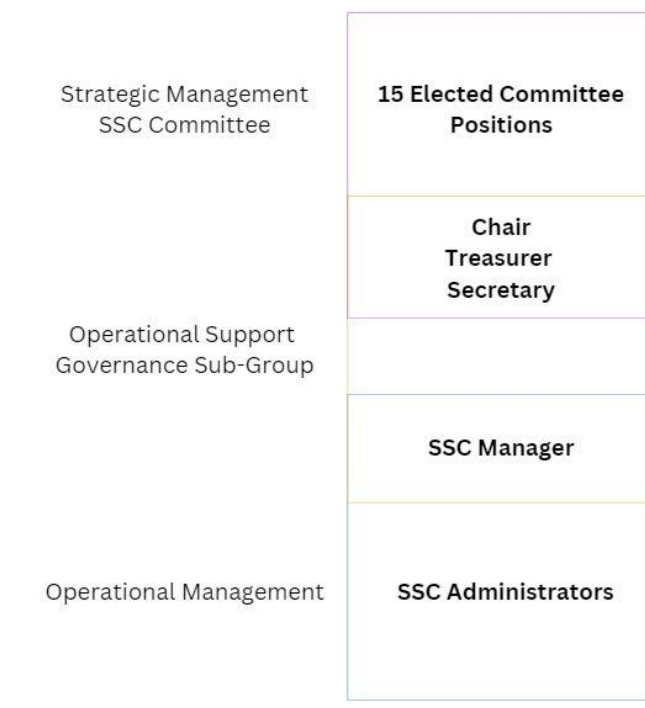 Strategic Management
SSC Committee
15 Elected Committee
Positions
Chair
Treasurer
Secretary
Operational Support
Governance Sub-Group
SSC Manager
Operational Management
SSC Administrators